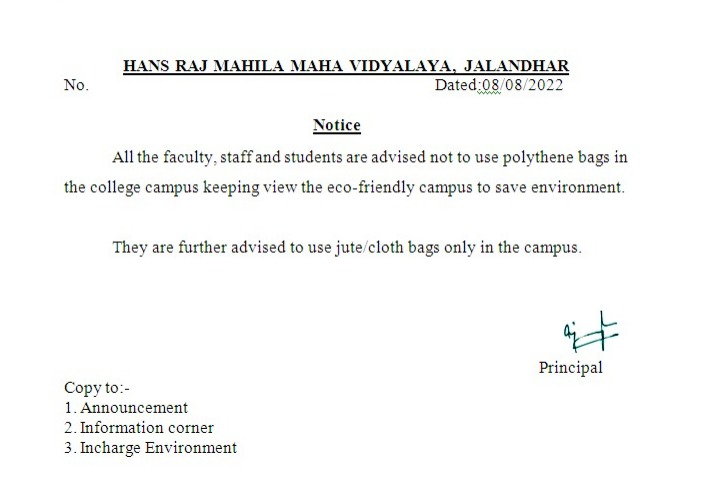 HANS RAJ MAHILA MAHA VIDYALAYA, JALANDHAR
No. Dated:08/08/2022
Notice
All the faculty, staff and students are advised not to use polythene bags in
the college campus keeping view the eco-friendly campus to save environment.
They are further advised to use jute/cloth bags only in the campus.
Principal
Copy to:-
1. Announcement
2. Information corner
3. Incharge Environment